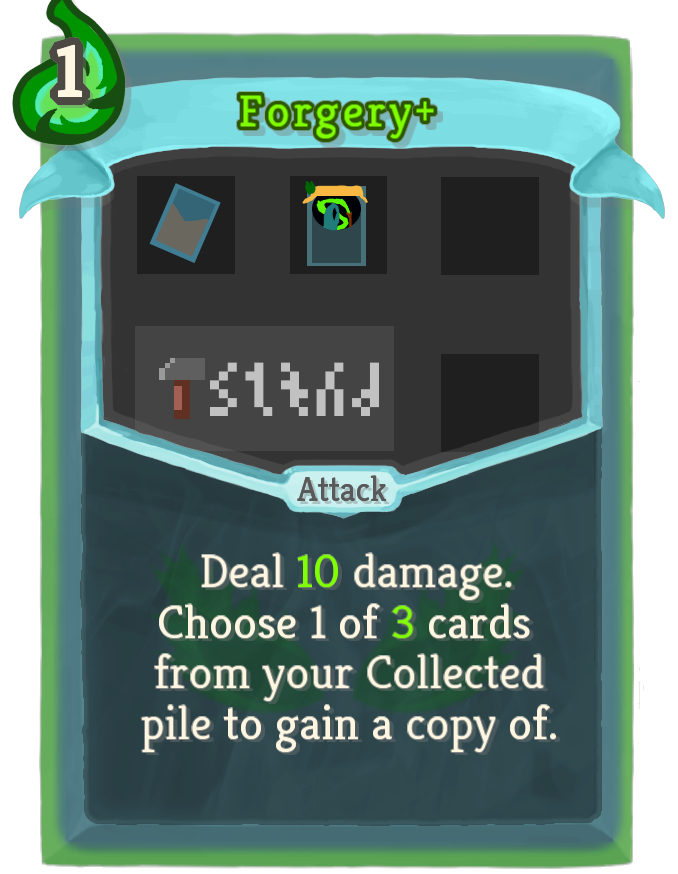 1
Forgery+
Attack
Deal 10 damage.
Choose 1 of 3 cards
from your Collected
pile to gain a copy of.